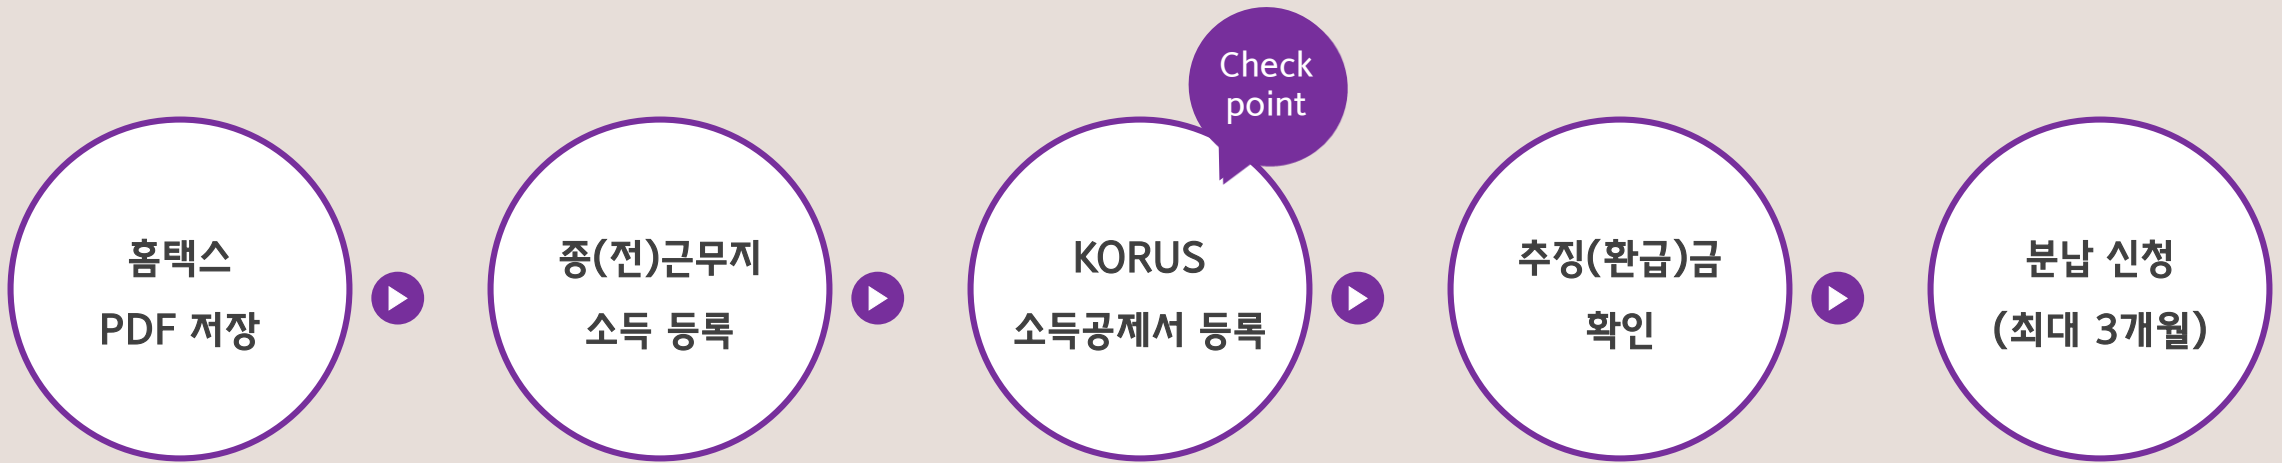 Check
point
홈택스
PDF 저장
종(전)근무지
소득 등록
KORUS
소득공제서 등록
추징(환급)금
확인
분납 신청
(최대 3개월)